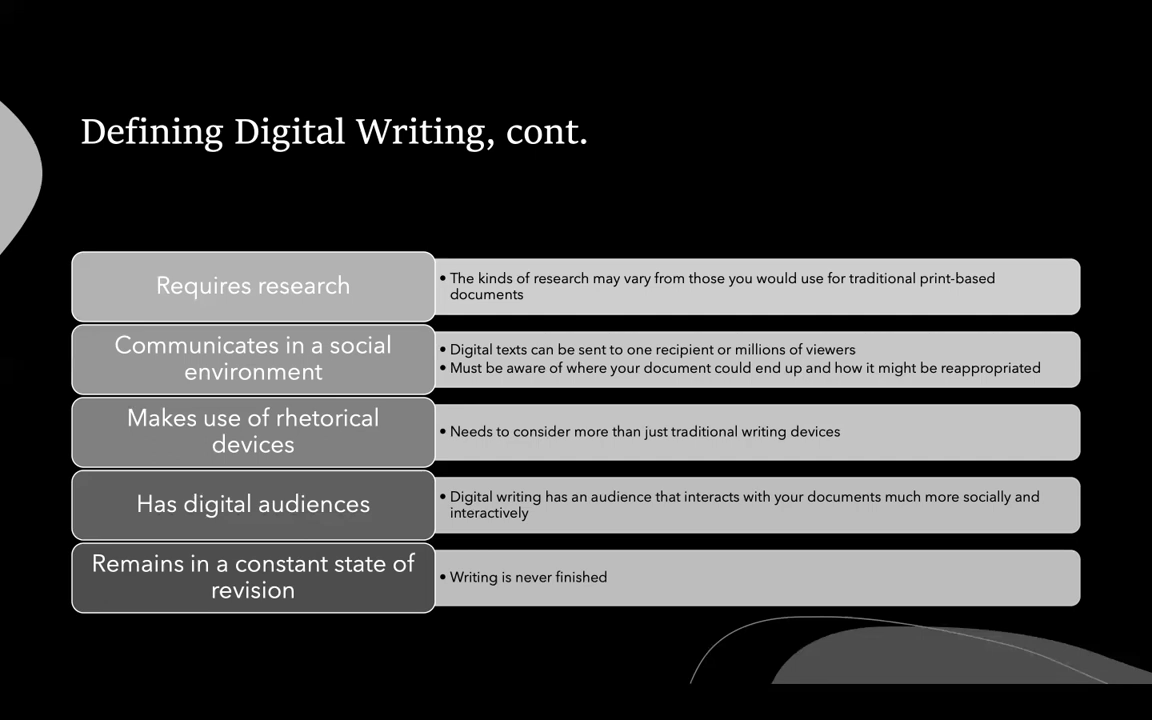 Defining Digital Writing, cont.
Requires research
• The kinds of research may vary from those you would use for traditional print-based
documents
Communicates in a social
environment
• Digital texts can be sent to one recipient or millions of viewers
• Must be aware of where your document could end up and how it might be reappropriated
Makes use of rhetorical
devices
• Needs to consider more than just traditional writing devices
Has digital audiences
• Digital writing has an audience that interacts with your documents much more socially and
interactively
Remains in a constant state of
revision
• Writing is never finished